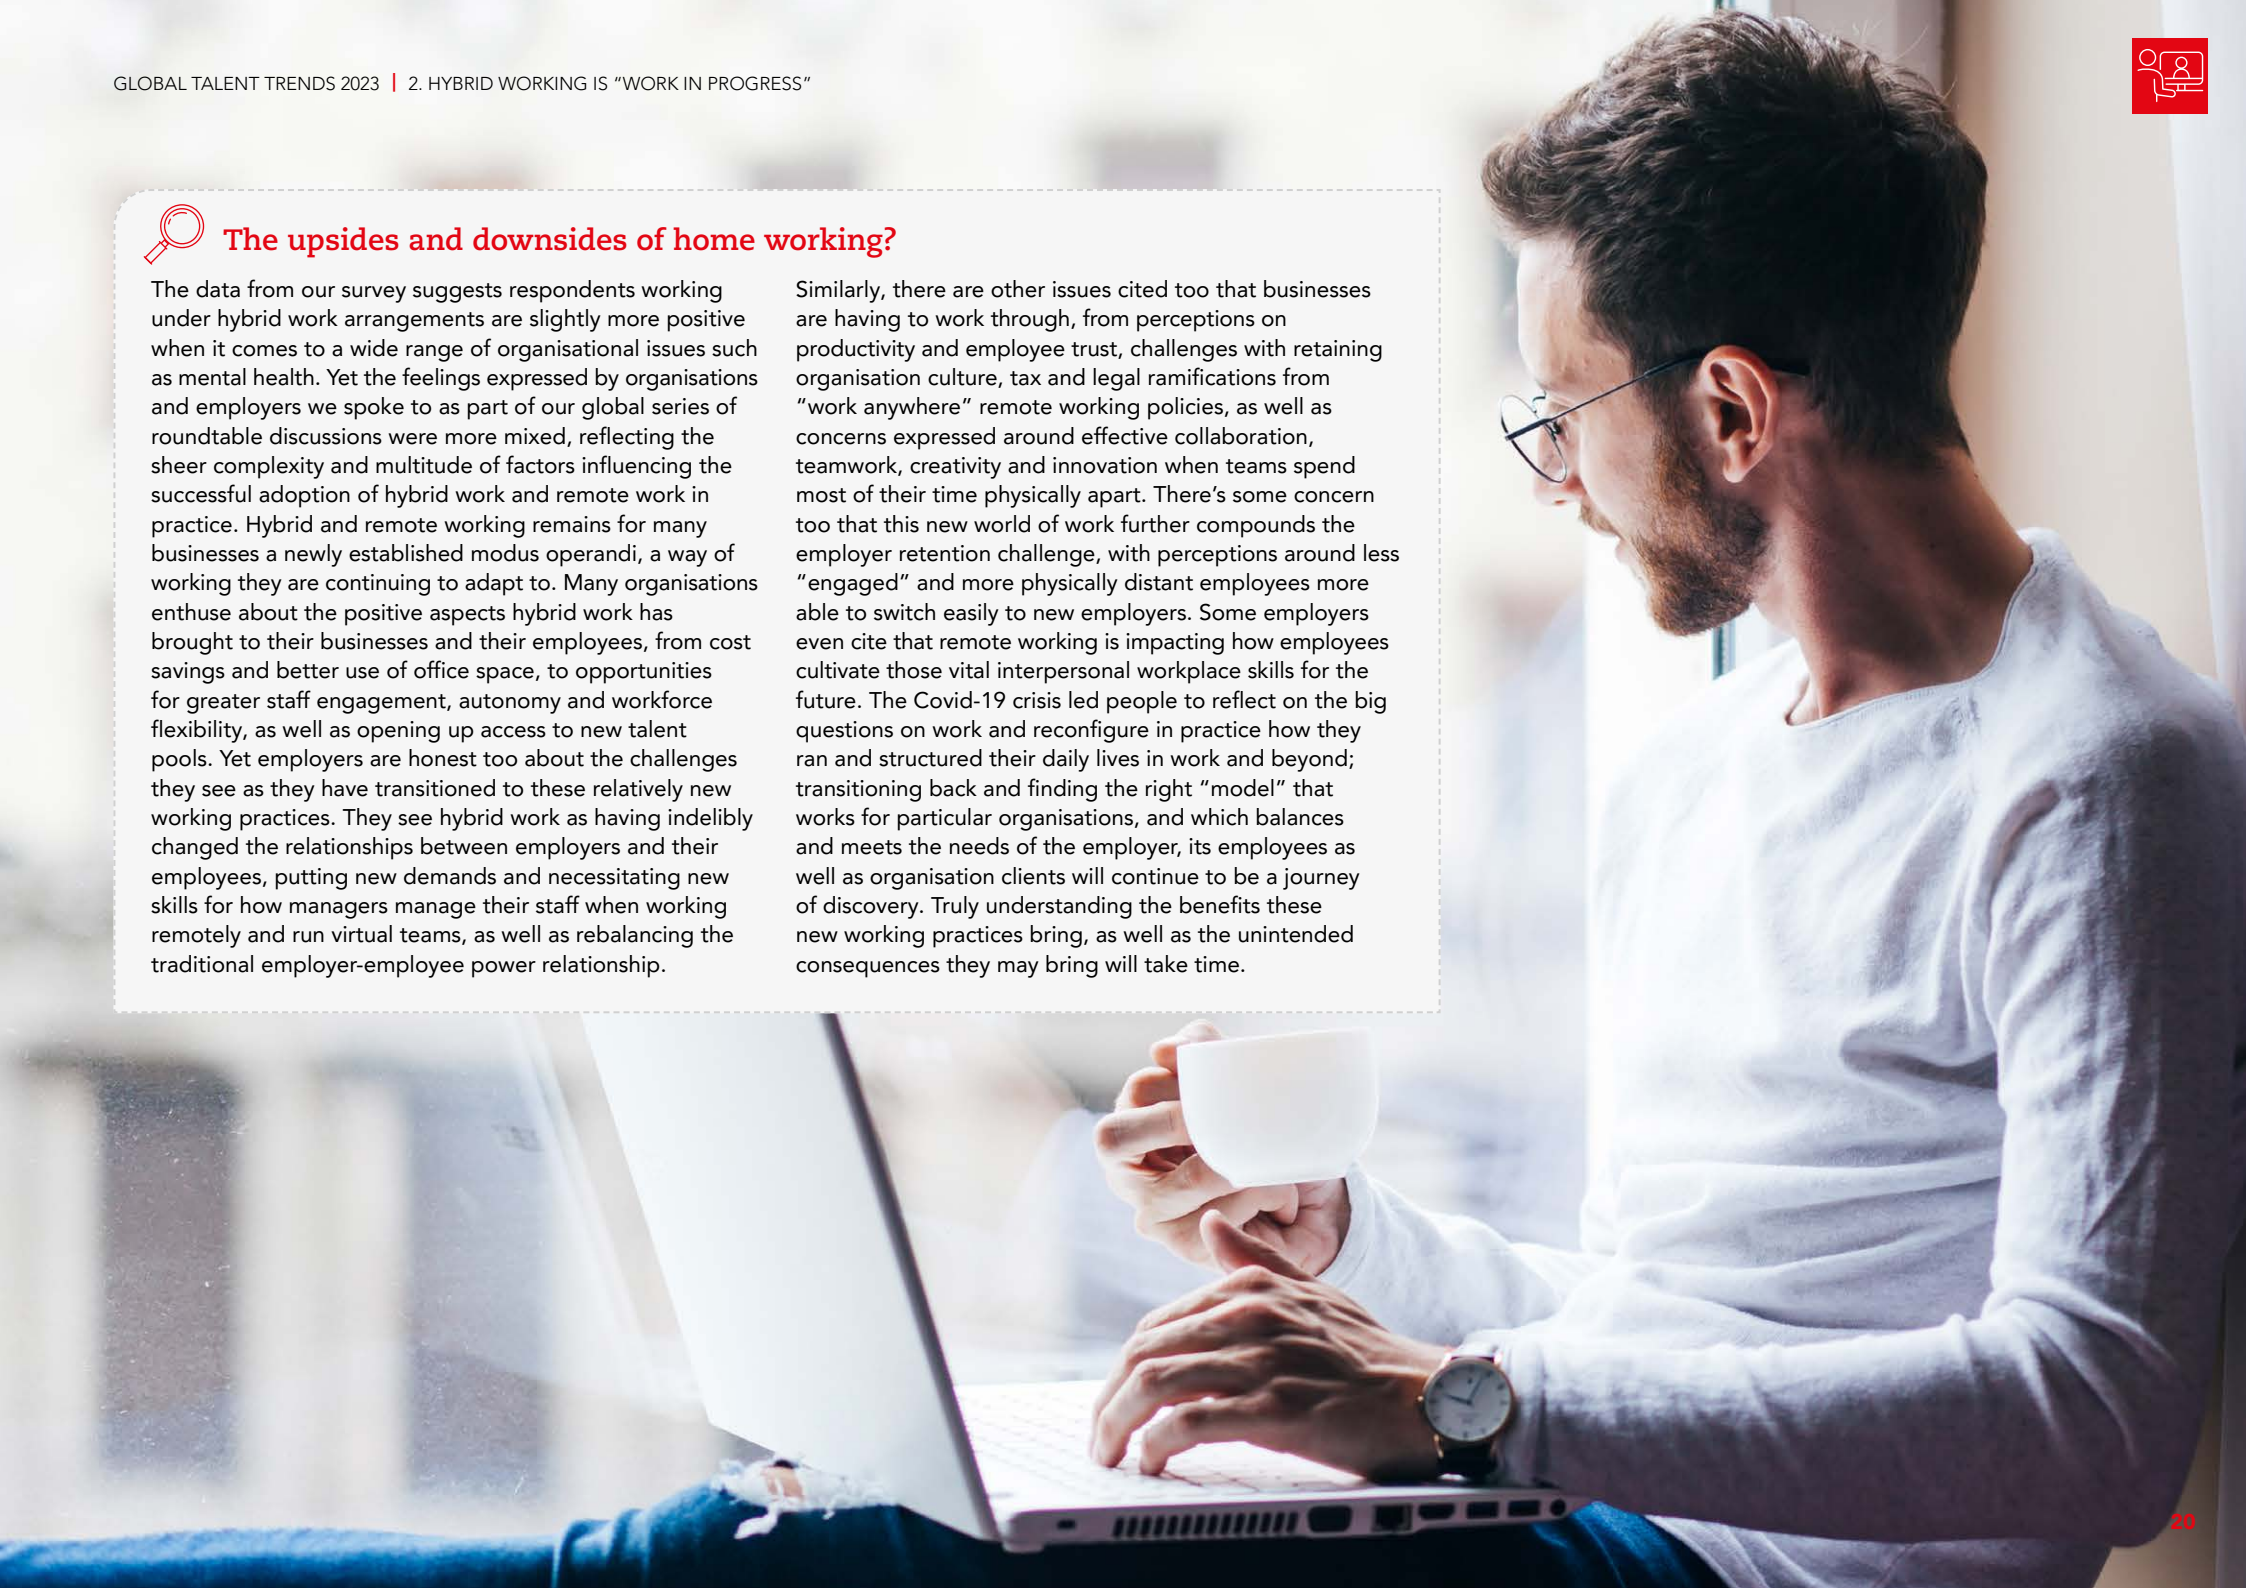 GLOBAL TALENT TRENDS 2023 | 2. HYBRID WORKING IS “WORK IN PROGRESS”
The upsides and downsides of home working?
The data from our survey suggests respondents working
under hybrid work arrangements are slightly more positive
when it comes to a wide range of organisational issues such
as mental health. Yet the feelings expressed by organisations
and employers we spoke to as part of our global series of
roundtable discussions were more mixed, reflecting the
sheer complexity and multitude of factors influencing the
successful adoption of hybrid work and remote work in
practice. Hybrid and remote working remains for many
businesses a newly established modus operandi, a way of
working they are continuing to adapt to. Many organisations
enthuse about the positive aspects hybrid work has
brought to their businesses and their employees, from cost
savings and better use of office space, to opportunities
for greater staff engagement, autonomy and workforce
flexibility, as well as opening up access to new talent
pools. Yet employers are honest too about the challenges
they see as they have transitioned to these relatively new
working practices. They see hybrid work as having indelibly
changed the relationships between employers and their
employees, putting new demands and necessitating new
skills for how managers manage their staff when working
remotely and run virtual teams, as well as rebalancing the
traditional employer-employee power relationship.
Similarly, there are other issues cited too that businesses
are having to work through, from perceptions on
productivity and employee trust, challenges with retaining
organisation culture, tax and legal ramifications from
“work anywhere” remote working policies, as well as
concerns expressed around effective collaboration,
teamwork, creativity and innovation when teams spend
most of their time physically apart. There’s some concern
too that this new world of work further compounds the
employer retention challenge, with perceptions around less
“engaged” and more physically distant employees more
able to switch easily to new employers. Some employers
even cite that remote working is impacting how employees
cultivate those vital interpersonal workplace skills for the
future. The Covid-19 crisis led people to reflect on the big
questions on work and reconfigure in practice how they
ran and structured their daily lives in work and beyond;
transitioning back and finding the right “model” that
works for particular organisations, and which balances
and meets the needs of the employer, its employees as
well as organisation clients will continue to be a journey
of discovery. Truly understanding the benefits these
new working practices bring, as well as the unintended
consequences they may bring will take time.
20